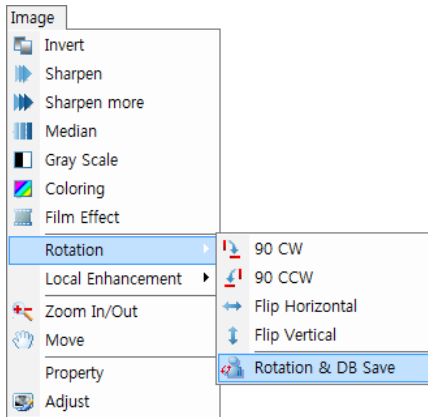 Image
Invert
Sharpen
Sharpen more
Median
Gray Scale
Coloring
Film Effect
Rotation
Local Enhancement
Zoom In/Out
Move
Property
Adjust
90 CW
90 CCW
Flip Horizontal
Flip Vertical
Rotation & DB Save